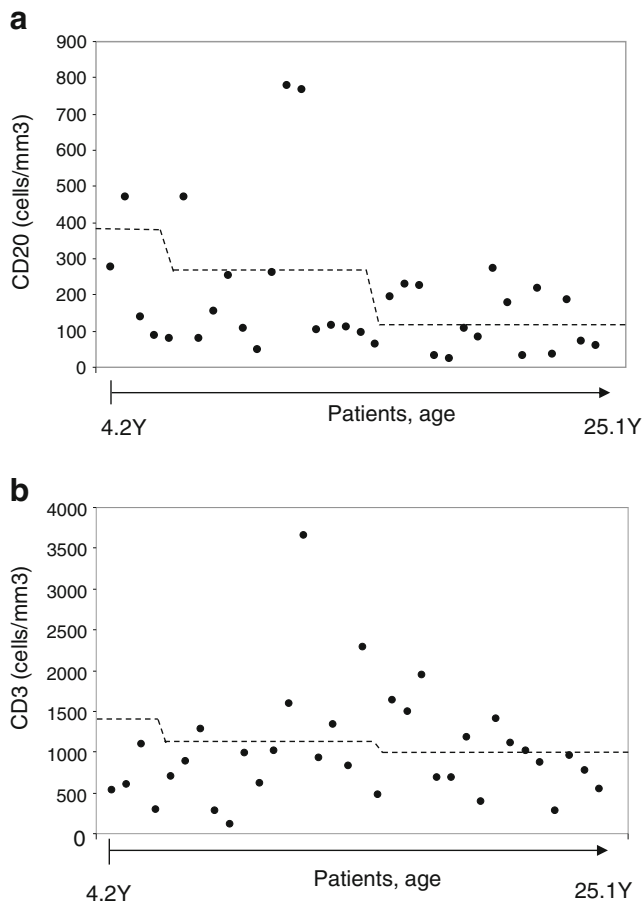 a
900
800
700
600
500
400
300
200
100
0
CD20 (cells/mm3)
Patients, age
4.2Y
25.1Y
b
4000
3500
3000
2500
2000
1500
1000
500
0
CD3 (cells/mm3)
Patients, age
4.2Y
25.1Y